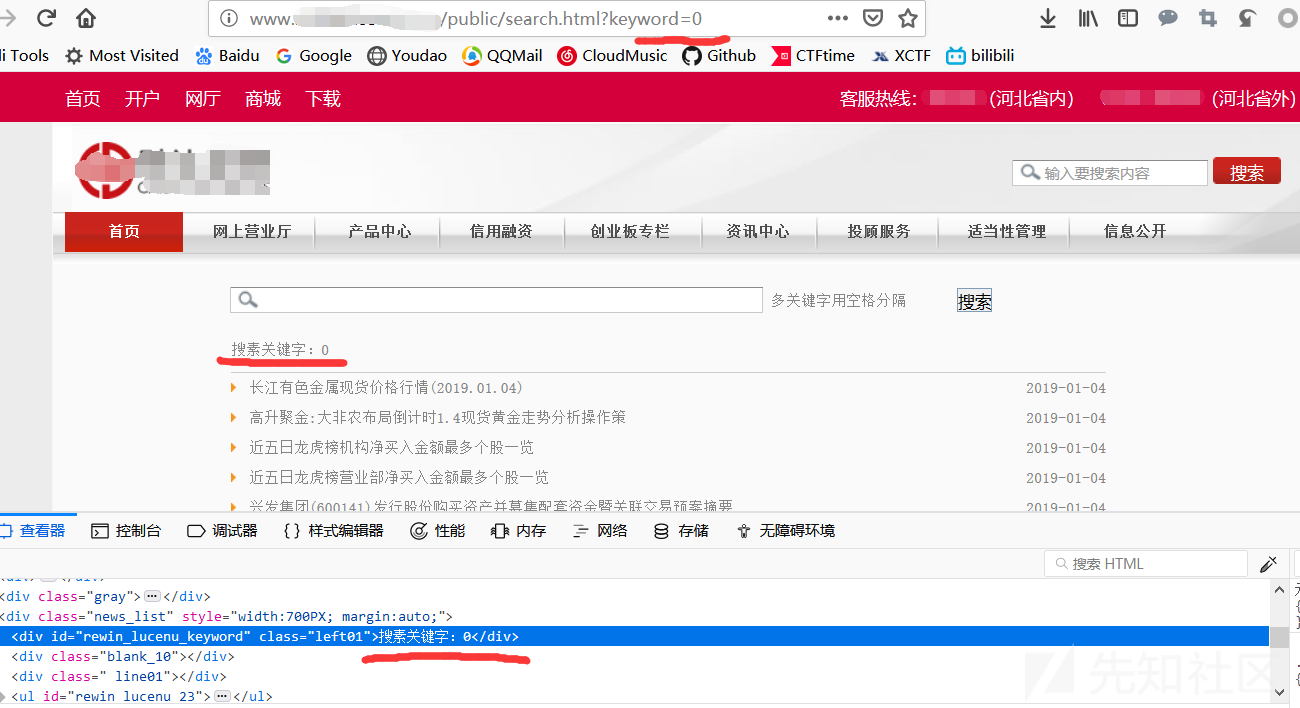 www. /public/search.html?keyword=0
li Tools Most Visited Baidu Google Youdao QQMail CloudMusic Github CTFtime XCTF bilibili
首页 开户 网厅 商城 下载 客服热线： (河北省内) (河北省外)
输入要搜索内容 搜索
首页 网上营业厅 产品中心 信用融资 创业板专栏 资讯中心 投顾服务 适当性管理 信息公开
多关键字用空格分隔 搜索
搜素关键字：0
长江有色金属现货价格行情(2019.01.04) 2019-01-04
高升聚金:大非农布局倒计时1.4现货黄金走势分析操作策 2019-01-04
近五日龙虎榜机构净买入金额最多个股一览 2019-01-04
近五日龙虎榜营业部净买入金额最多个股一览 2019-01-04
兴发集团(600141)发行股份购买资产并募集配套资金暨关联交易预案摘要 2019-01-04
查看器 控制台 调试器 {} 样式编辑器 性能 内存 网络 存储 无障碍环境
搜索 HTML
<div class="gray"></div>
<div class="news_list" style="width:700PX; margin:auto;">
<div id="rewin_lucenu_keyword" class="left01">搜素关键字：0</div>
<div class="blank_10"></div>
<div class=" line01"></div>
<ul id="rewin_lucenu_23"></ul>
先知社区